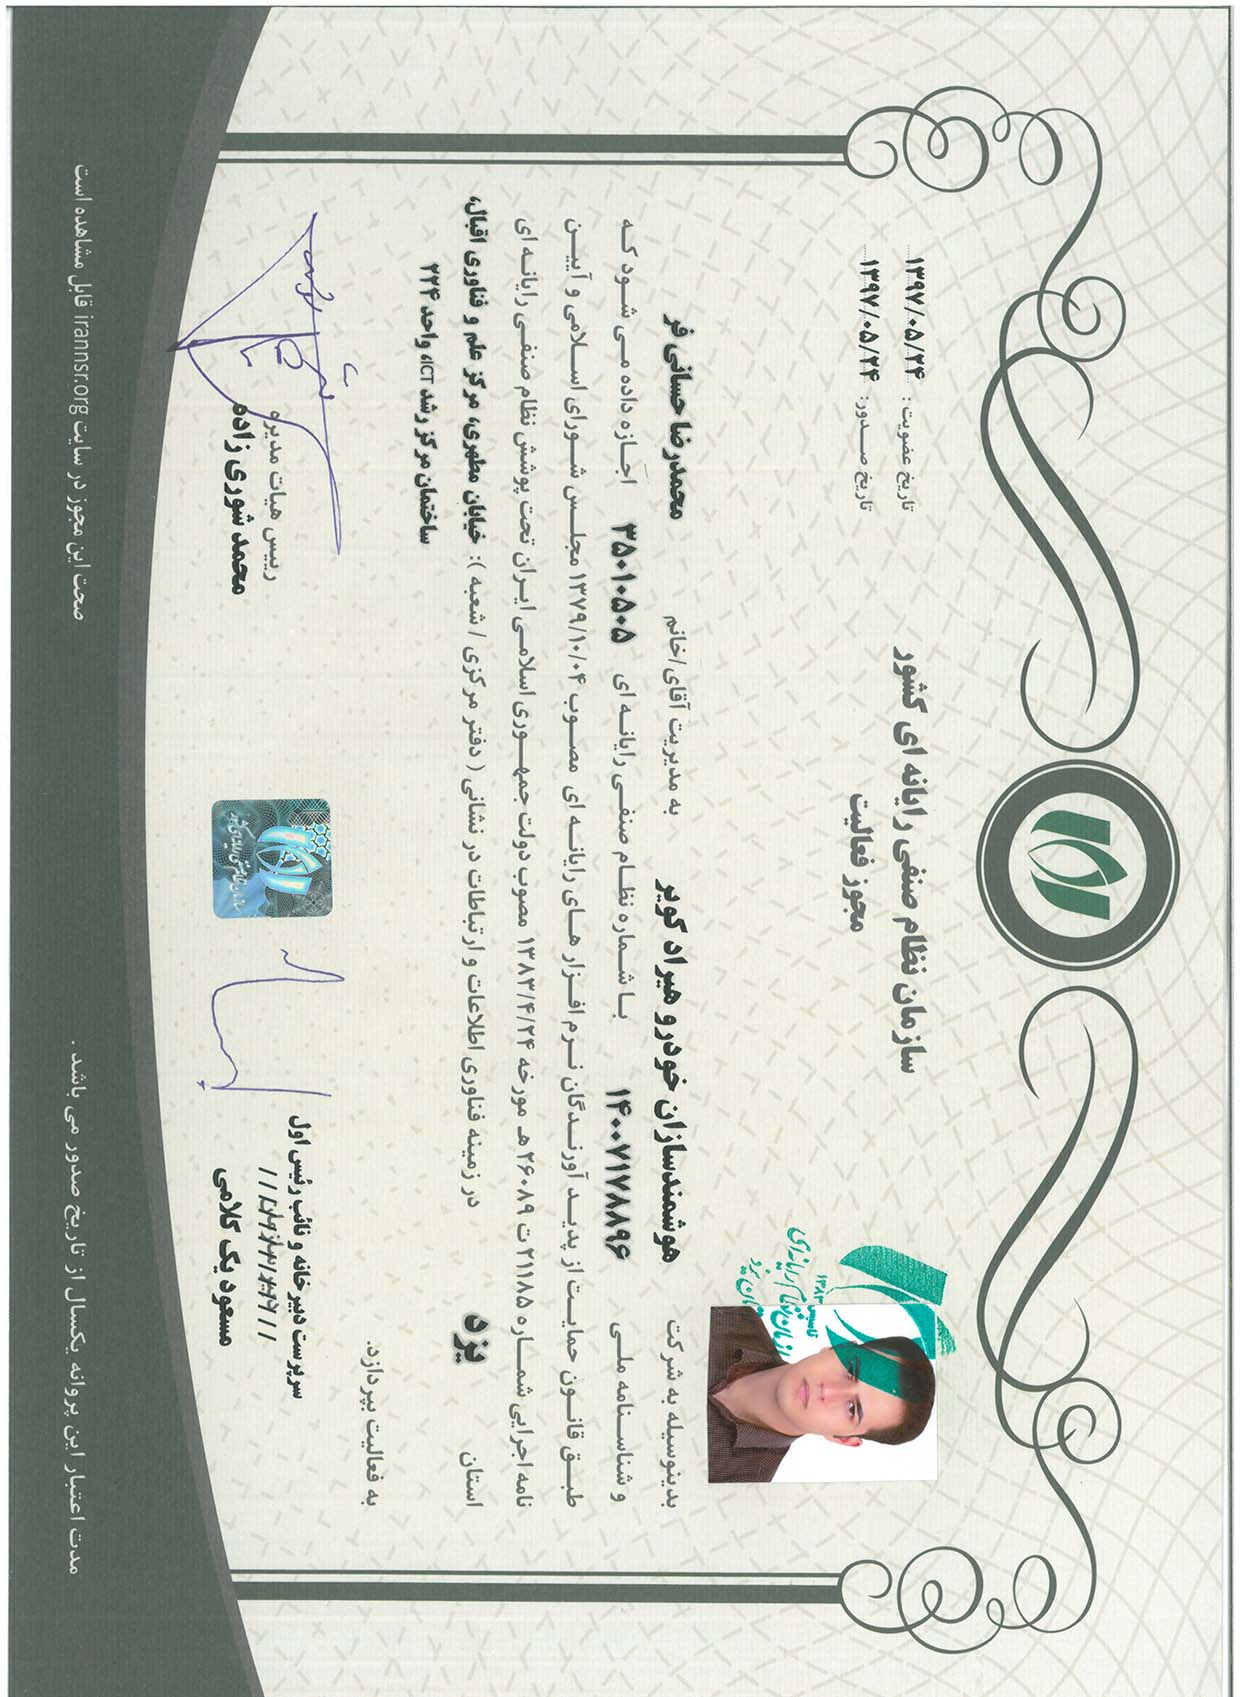 سازمان نظام صنفی رایانه ای کشور
مجوز فعالیت
تاریخ عضویت: ۱۳۹۷/۰۵/۲۴
تاریخ صدور: ۱۳۹۷/۰۵/۲۴
تاسیس ۱۳۸۳
ازمان نظام رایانه‌ای
تان یزد
بدینوسیله به شرکت هوشمندسازان خودرو هیراد کویر به مدیریت آقای/خانم محمدرضا حسانی فر
و شناسنامه ملی ۱۴۰۰۷۱۷۸۸۹۶ با شماره نظام صنفی رایانه ای ۳۵۰۱۰۵۰۵ اجازه داده می شود که
طبق قانون حمایت از پدید آورندگان نرم افزار های رایانه ای مصوب ۱۳۷۹/۱۰/۰۴ مجلس شورای اسلامی و آیین
نامه اجرایی شماره ۲۱۱۸۵ ت ۲۶۰۸۹ هـ مورخه ۱۳۸۳/۴/۲۴ مصوب دولت جمهوری اسلامی ایران تحت پوشش نظام صنفی رایانه ای
استان یزد در زمینه فناوری اطلاعات و ارتباطات در نشانی ( دفتر مرکزی / شعبه ): خیابان مطهری، مرکز علم و فناوری اقبال،
ساختمان مرکز رشد ICT، واحد ۲۲۴
به فعالیت بپردازد.
سرپرست دبیرخانه و نائب رئیس اول
مسعود یک کلامی
سازمان نظام صنفی رایانه‌ای کشور
رییس هیات مدیره
محمد شوری زاده
مدت اعتبار این پروانه یکسال از تاریخ صدور می باشد .
صحت این مجوز در سایت irannsr.org قابل مشاهده است